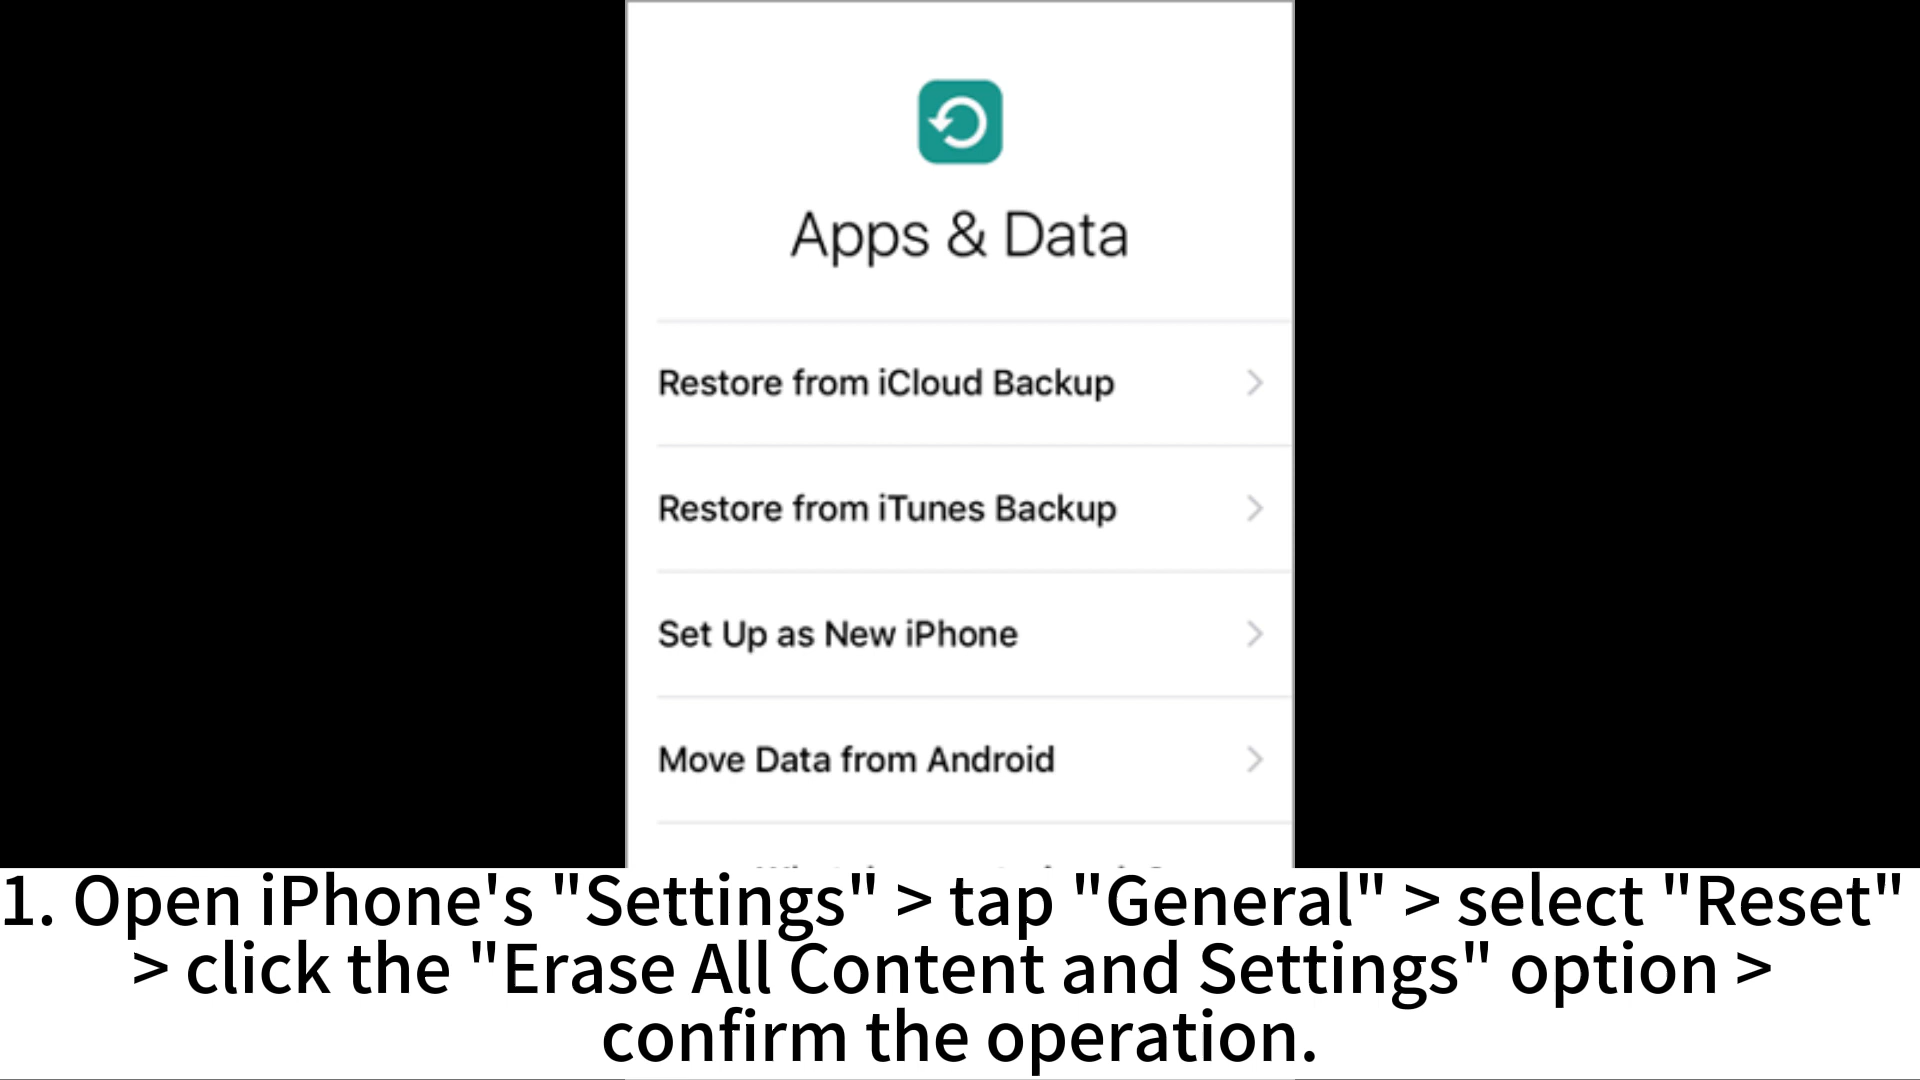 Apps & Data
Restore from iCloud Backup
Restore from iTunes Backup
Set Up as New iPhone
Move Data from Android
1. Open iPhone's "Settings" > tap "General" > select "Reset"
> click the "Erase All Content and Settings" option >
confirm the operation.